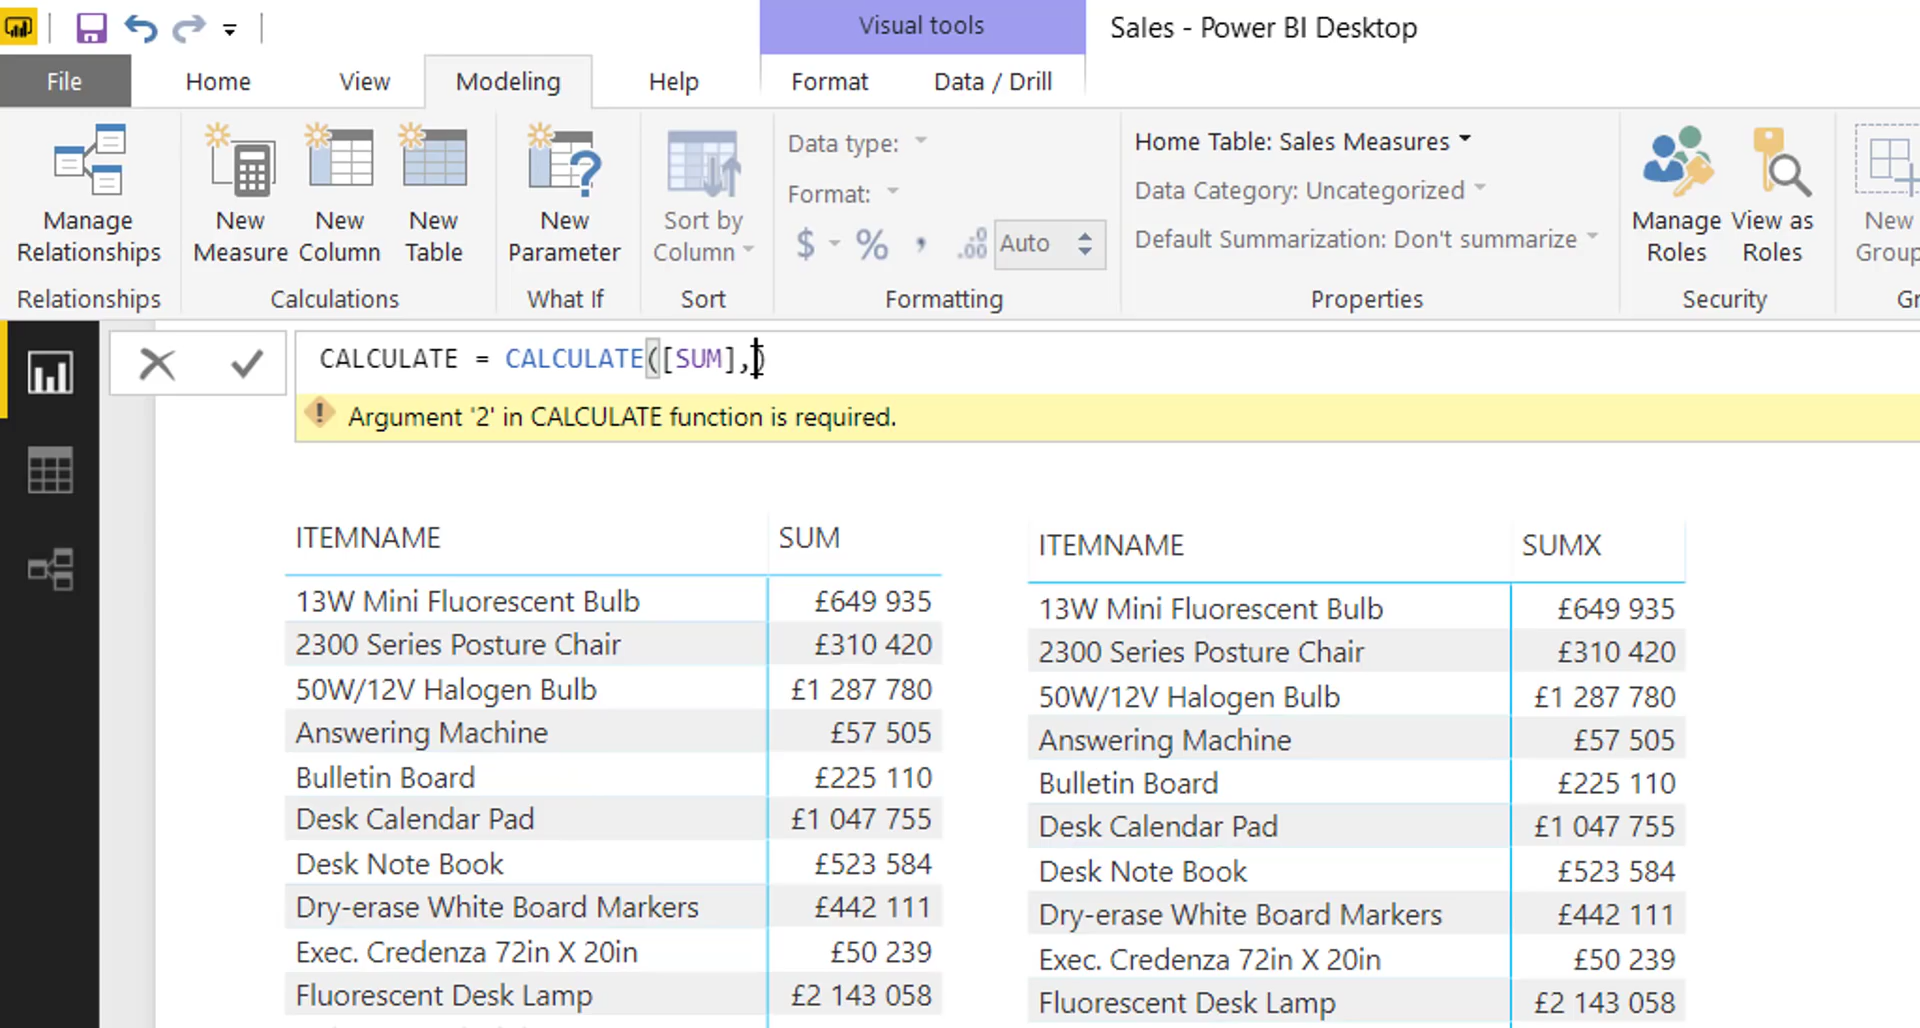 Visual tools
Sales - Power BI Desktop
File
Home
View
Modeling
Help
Format
Data / Drill
Manage
Relationships
New
Measure
New
Column
New
Table
New
Parameter
Sort by
Column
Data type:
Format:
$ % , .00
Auto
Home Table: Sales Measures
Data Category: Uncategorized
Default Summarization: Don't summarize
Manage
Roles
View as
Roles
New
Group
Relationships
Calculations
What If
Sort
Formatting
Properties
Security
Gr
CALCULATE = CALCULATE([SUM],)
Argument '2' in CALCULATE function is required.
ITEMNAME SUM
13W Mini Fluorescent Bulb £649 935
2300 Series Posture Chair £310 420
50W/12V Halogen Bulb £1 287 780
Answering Machine £57 505
Bulletin Board £225 110
Desk Calendar Pad £1 047 755
Desk Note Book £523 584
Dry-erase White Board Markers £442 111
Exec. Credenza 72in X 20in £50 239
Fluorescent Desk Lamp £2 143 058
ITEMNAME SUMX
13W Mini Fluorescent Bulb £649 935
2300 Series Posture Chair £310 420
50W/12V Halogen Bulb £1 287 780
Answering Machine £57 505
Bulletin Board £225 110
Desk Calendar Pad £1 047 755
Desk Note Book £523 584
Dry-erase White Board Markers £442 111
Exec. Credenza 72in X 20in £50 239
Fluorescent Desk Lamp £2 143 058